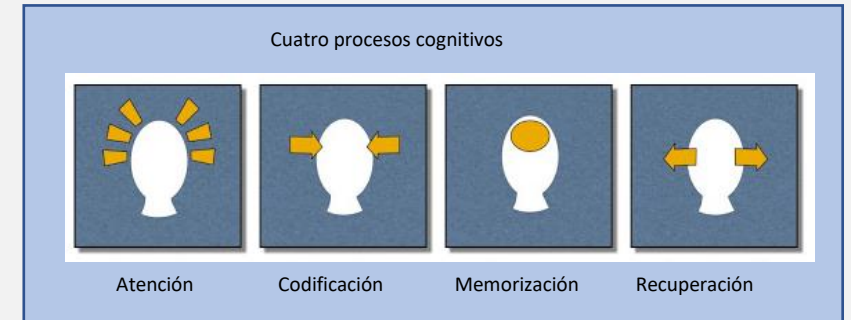 Cuatro procesos cognitivos
Atención Codificación Memorización Recuperación